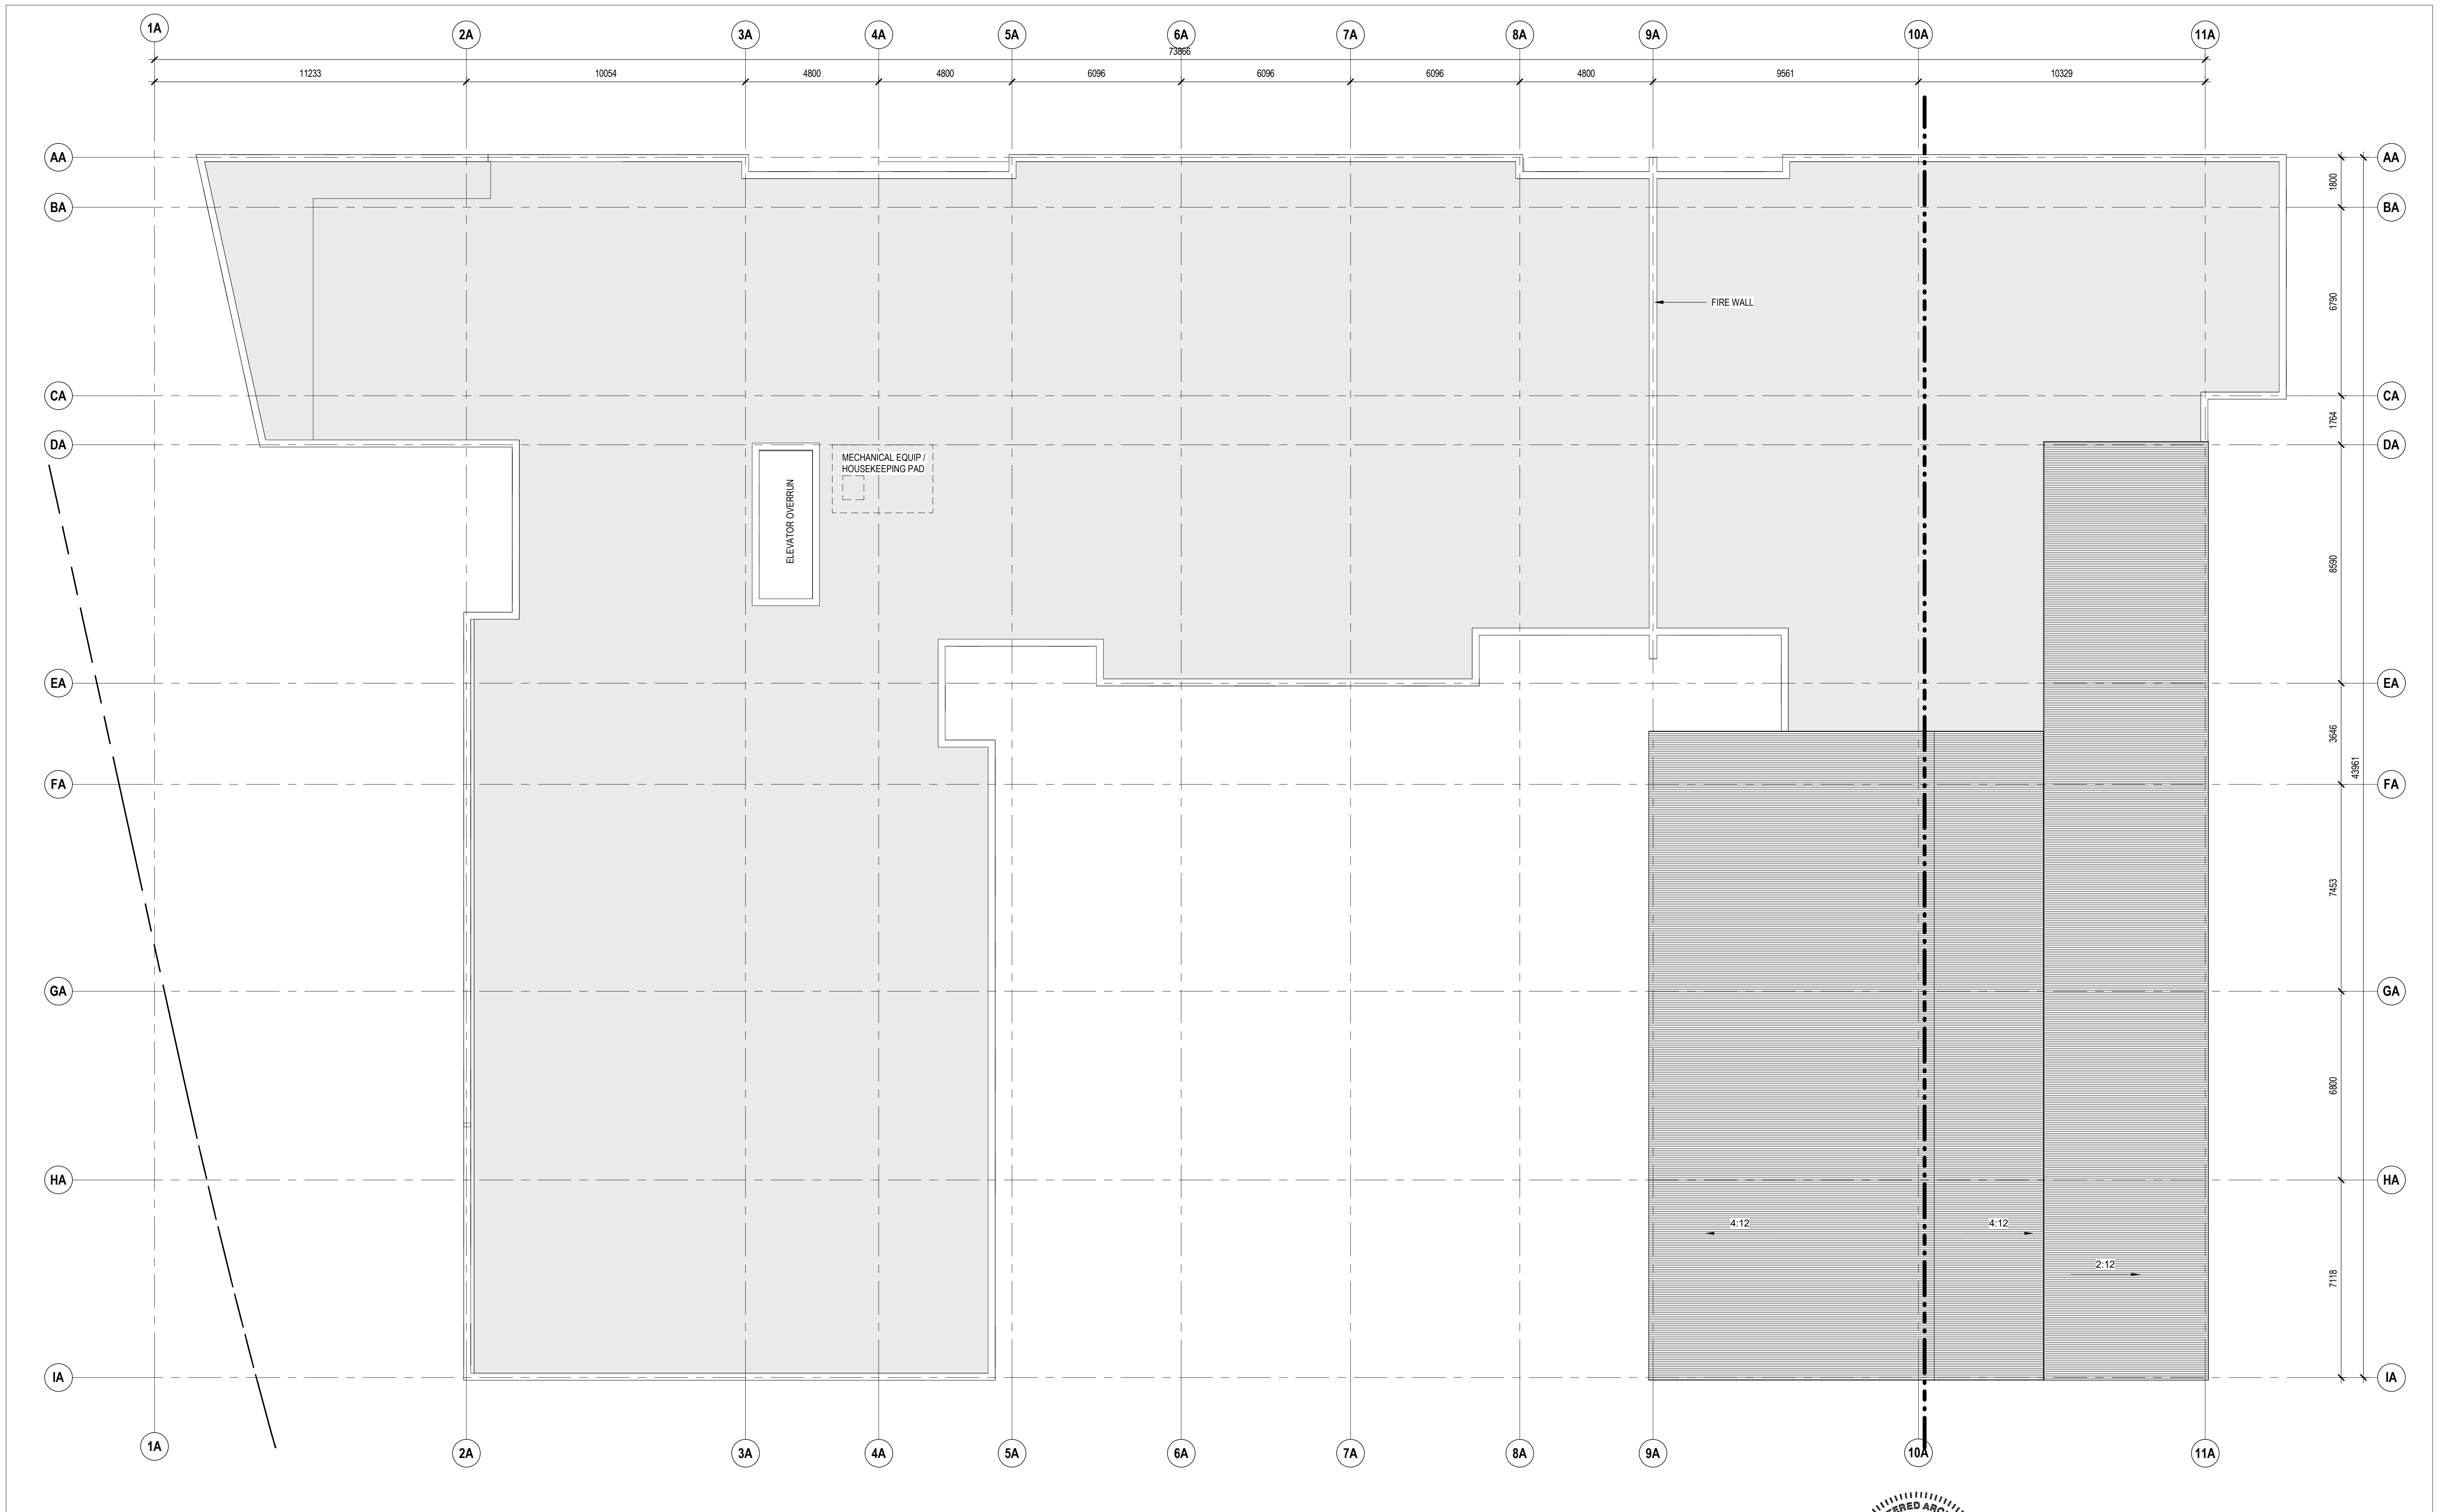 1A
2A
3A
4A
5A
6A
7A
8A
9A
10A
11A
73866
11233
10054
4800
4800
6096
6096
6096
4800
9561
10329
AA
AA
1800
BA
BA
6790
FIRE WALL
CA
CA
1764
DA
DA
MECHANICAL EQUIP /
HOUSEKEEPING PAD
ELEVATOR OVERRUN
8590
EA
EA
3646
43961
FA
FA
7453
GA
GA
6800
HA
HA
4:12
4:12
2:12
7118
IA
IA
1A
2A
3A
4A
5A
6A
7A
8A
9A
10A
11A